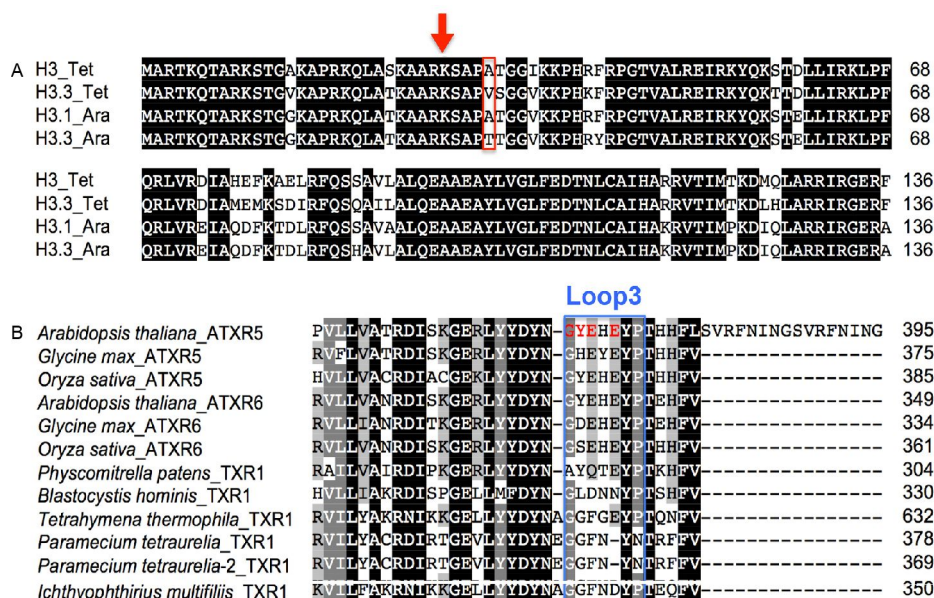 A
H3_Tet MARTKQTARKSTGAKAPRKQLASKAARKSAPATGGIKKPHRFRPGTVALREIRKYQKSTDLLIRKLPF 68
H3.3_Tet MARTKQTARKSTGVKAPRKQLATKAARKSAPVSGGVKKPHKFRPGTVALREIRKYQKTTDLLIRKLPF 68
H3.1_Ara MARTKQTARKSTGGKAPRKQLATKAARKSAPATGGVKKPHRFRPGTVALREIRKYQKSTELLIRKLPF 68
H3.3_Ara MARTKQTARKSTGGKAPRKQLATKAARKSAPTTGGVKKPHRYRPGTVALREIRKYQKSTELLIRKLPF 68
H3_Tet QRLVRDIAHEFKAELRFQSSAVLALQEAAEAYLVGLFEDTNLCAIHARRVTIMTKDMQLARRIRGERF 136
H3.3_Tet QRLVRDIAMEMKSDIRFQSQAILALQEAAEAYLVGLFEDTNLCAIHARRVTIMTKDLHLARRIRGERF 136
H3.1_Ara QRLVREIAQDFKTDLRFQSSAVAALQEAAEAYLVGLFEDTNLCAIHAKRVTIMPKDIQLARRIRGERA 136
H3.3_Ara QRLVREIAQDFKTDLRFQSHAVLALQEAAEAYLVGLFEDTNLCAIHAKRVTIMPKDIQLARRIRGERA 136
Loop3
B
Arabidopsis thaliana_ATXR5 PVLLVATRDISKGERLYYDYN-GYEHEYPTHHFLSVRFNINGSVRFNING 395
Glycine max_ATXR5 RVFLVATRDISKGERLYYDYN-GHEYEYPTHHFV---------------- 375
Oryza sativa_ATXR5 HVLLVACRDIACGEKLYYDYN-GYEHEYPTHHFV---------------- 385
Arabidopsis thaliana_ATXR6 RVLLVANRDISKGERLYYDYN-GYEHEYPTEHFV---------------- 349
Glycine max_ATXR6 RVLLIANRDITKGERLYYDYN-GDEHEYPTEHFV---------------- 334
Oryza sativa_ATXR6 RVLLVANRDISKGERLYYDYN-GSEHEYPTHHFV---------------- 361
Physcomitrella patens_TXR1 RAILVAIRDIPKGERLYYDYN-AYQTEYPTKHFV---------------- 304
Blastocystis hominis_TXR1 HVLLIAKRDISPGELLMFDYN-GLDNNYPTSHFV---------------- 330
Tetrahymena thermophila_TXR1 RVILYAKRNIKKGELLYYDYNAGGFGEYPTQNFV---------------- 632
Paramecium tetraurelia_TXR1 RVILYACRDIRTGEVLYYDYNEGGFN-YNTRFFV---------------- 378
Paramecium tetraurelia-2_TXR1 RVILYACRDIRTGEVLYYDYNEGGFN-YNTRFFV---------------- 369
Ichthyophthirius multifiliis_TXR1 KVILFAKRNIKKGELLYYDYNAGGFNDYPTEQFV---------------- 350